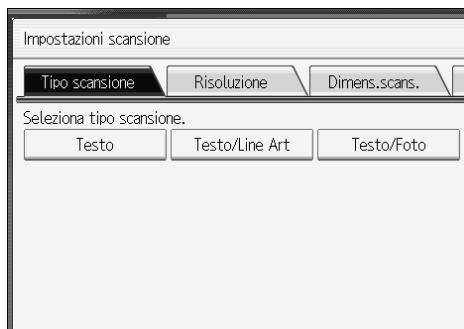 Impostazioni scansione
Tipo scansione Risoluzione Dimens.scans.
Seleziona tipo scansione.
Testo Testo/Line Art Testo/Foto